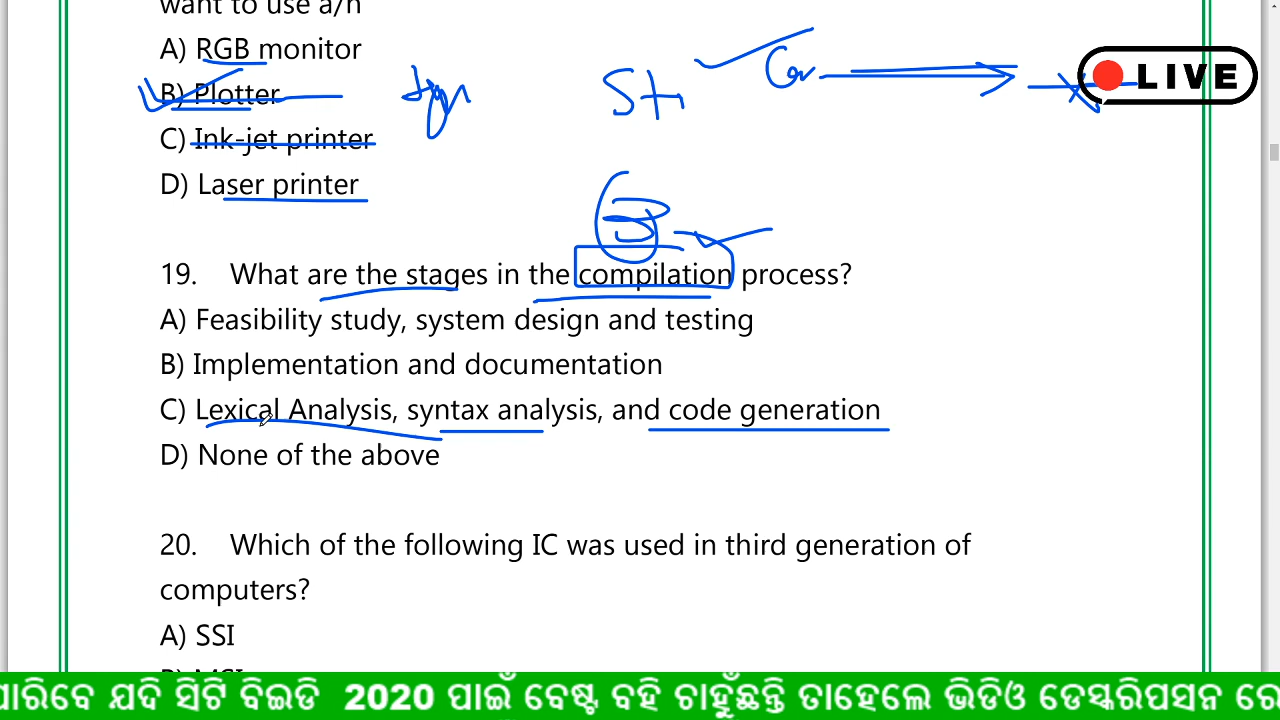 want to use a/n
A) RGB monitor
B) Plotter
C) Ink-jet printer
D) Laser printer
LIVE
19. What are the stages in the compilation process?
A) Feasibility study, system design and testing
B) Implementation and documentation
C) Lexical Analysis, syntax analysis, and code generation
D) None of the above
20. Which of the following IC was used in third generation of
computers?
A) SSI
B) MSI
ପାରିବେ ଯଦି ସିଟି ବିଇଡି 2020 ପାଇଁ ବେଷ୍ଟ ବହି ଚାହୁଁଛନ୍ତି ତାହେଲେ ଭିଡିଓ ଡେସ୍କରିପସନ ରେ